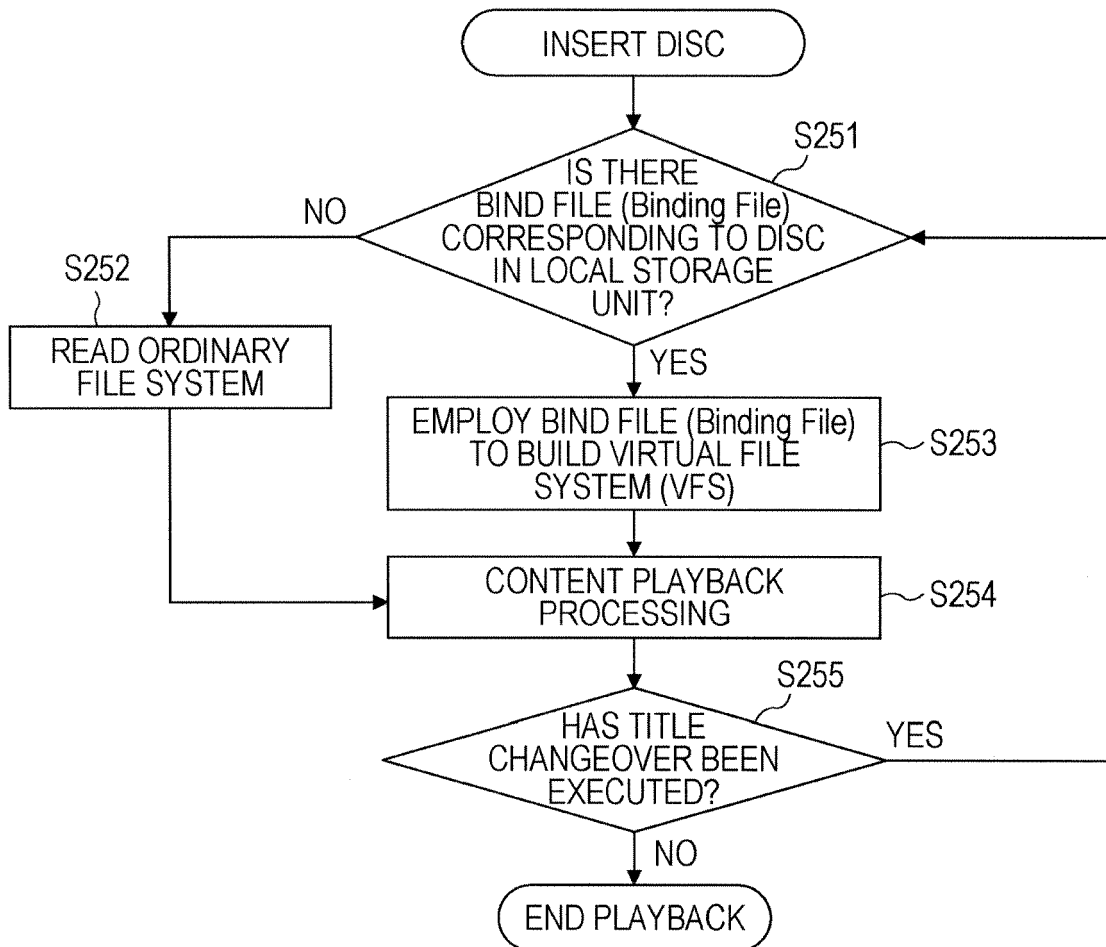 INSERT DISC
S251
IS THERE
BIND FILE (Binding File)
CORRESPONDING TO DISC
IN LOCAL STORAGE
UNIT?
NO
S252
READ ORDINARY
FILE SYSTEM
YES
EMPLOY BIND FILE (Binding File)
TO BUILD VIRTUAL FILE
SYSTEM (VFS)
S253
CONTENT PLAYBACK
PROCESSING
S254
S255
HAS TITLE
CHANGEOVER BEEN
EXECUTED?
YES
NO
END PLAYBACK